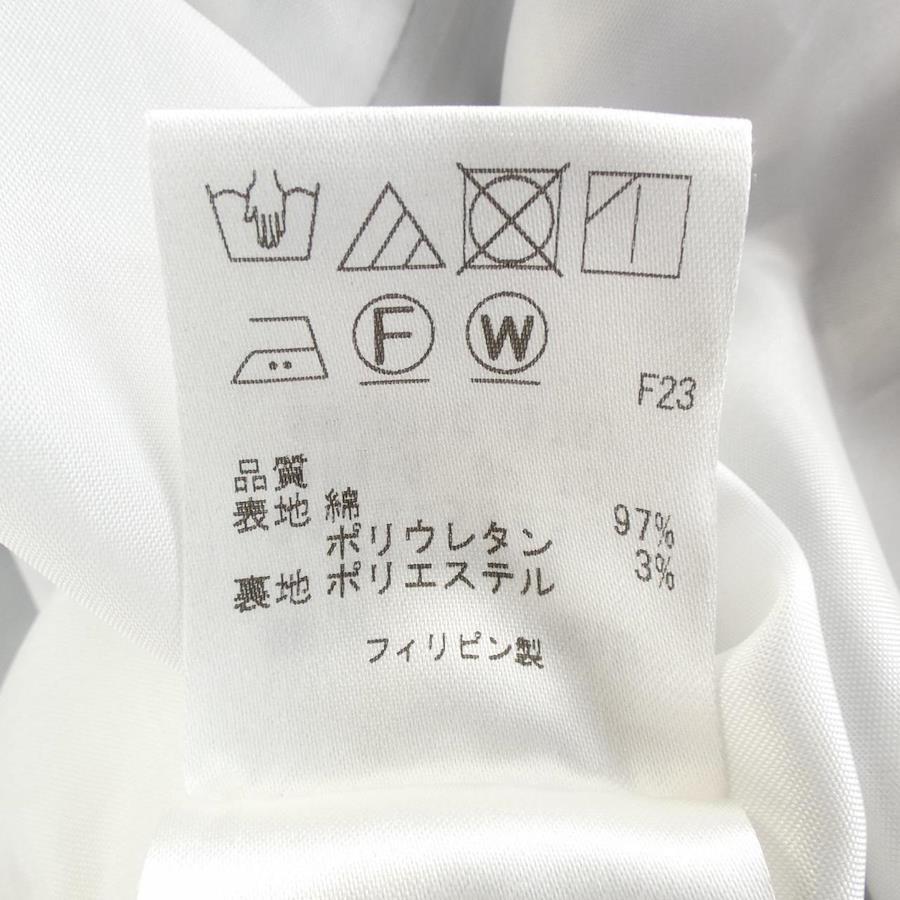 F
W
F23
品質
表地 綿 97%
ポリウレタン 3%
裏地 ポリエステル
フィリピン製